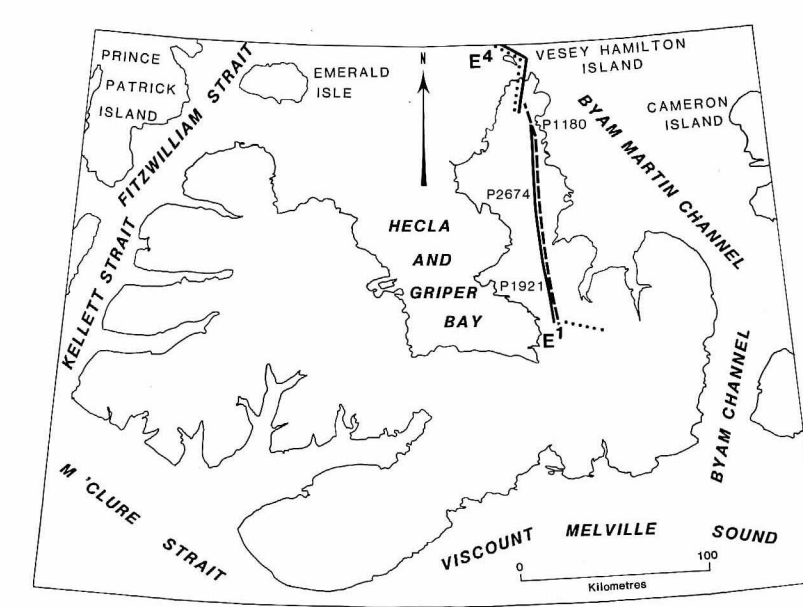 PRINCE
PATRICK
ISLAND
FITZWILLIAM STRAIT
EMERALD
ISLE
N
E4
VESEY HAMILTON
ISLAND
CAMERON
ISLAND
P1180
BYAM MARTIN CHANNEL
P2674
HECLA
AND
GRIPER
BAY
P1921
E1
KELLETT STRAIT
BYAM CHANNEL
M'CLURE STRAIT
VISCOUNT MELVILLE SOUND
0 100
Kilometres